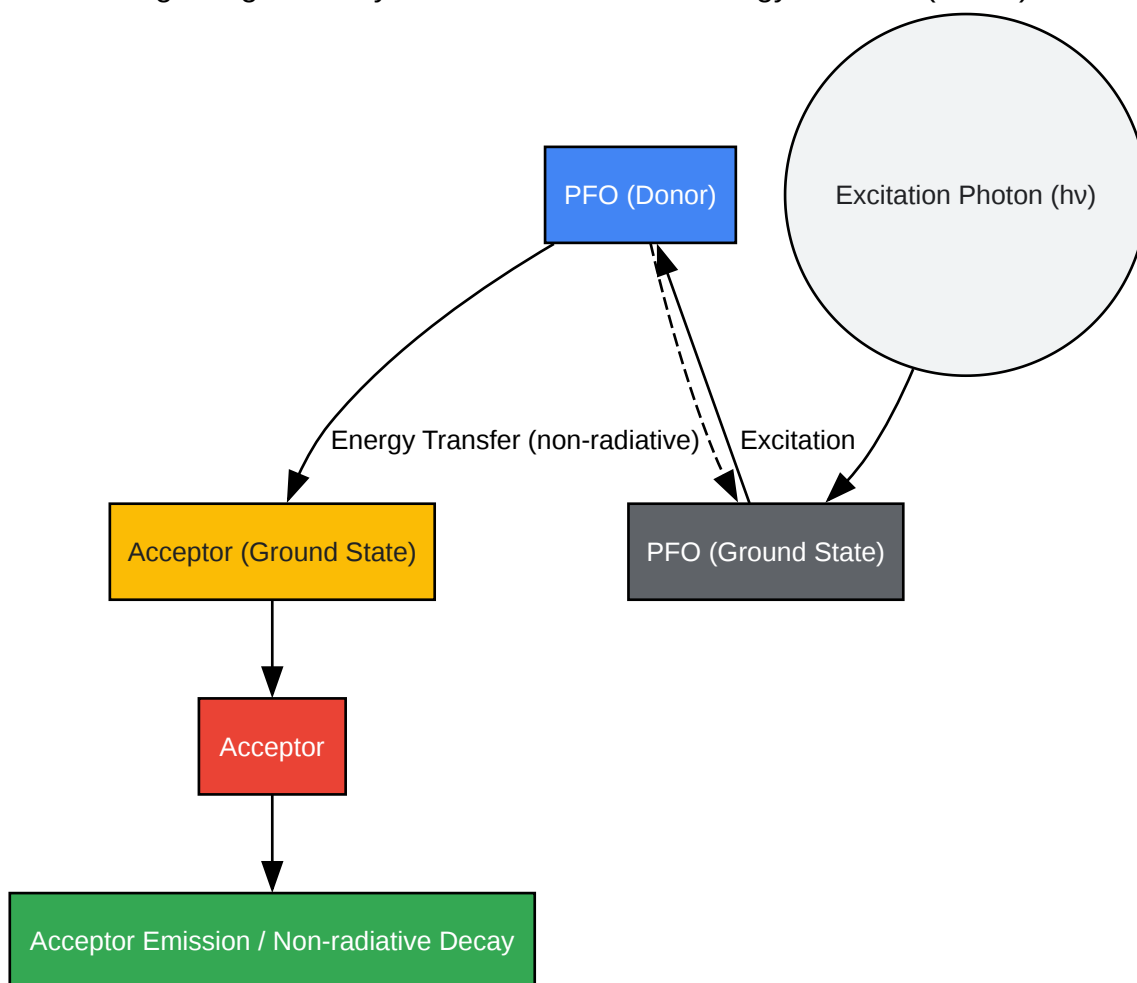 PFO (Donor)
Excitation Photon (hν)
Energy Transfer (non-radiative)
Excitation
Acceptor (Ground State)
PFO (Ground State)
Acceptor
Acceptor Emission / Non-radiative Decay